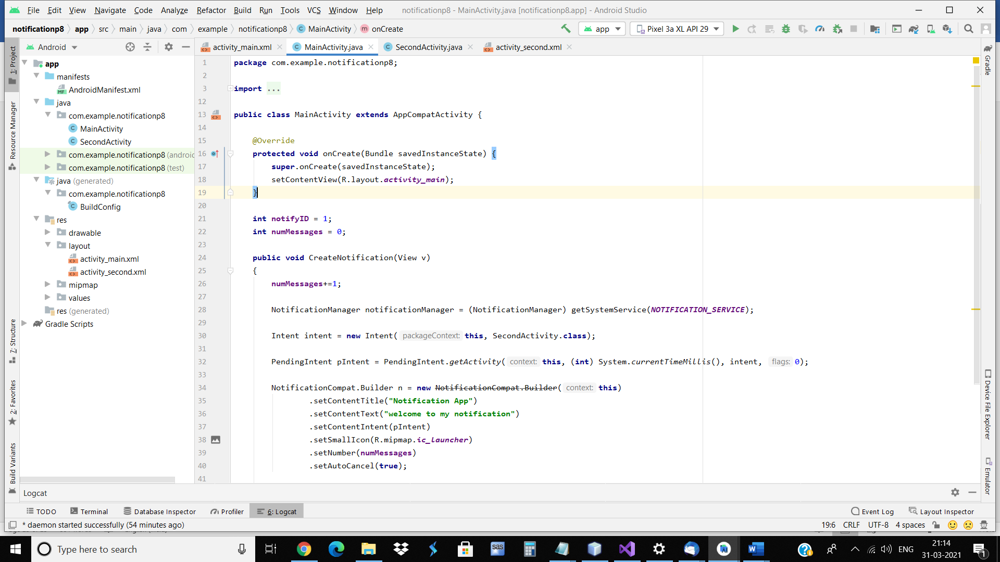 File Edit View Navigate Code Analyze Refactor Build Run Tools VCS Window Help notificationp8 - MainActivity.java [notificationp8.app] - Android Studio
notificationp8 app src main java com example notificationp8 MainActivity onCreate app Pixel 3a XL API 29
Android
activity_main.xml MainActivity.java SecondActivity.java activity_second.xml
1: Project
Resource Manager
7: Structure
2: Favorites
Build Variants
app
manifests
AndroidManifest.xml
java
com.example.notificationp8
MainActivity
SecondActivity
com.example.notificationp8 (androic
com.example.notificationp8 (test)
java (generated)
com.example.notificationp8
BuildConfig
res
drawable
layout
activity_main.xml
activity_second.xml
mipmap
values
res (generated)
Gradle Scripts
1 package com.example.notificationp8;
2
3 import ...
12
13 public class MainActivity extends AppCompatActivity {
14
15 @Override
16 protected void onCreate(Bundle savedInstanceState) {
17 super.onCreate(savedInstanceState);
18 setContentView(R.layout.activity_main);
19 }
20
21 int notifyID = 1;
22 int numMessages = 0;
23
24 public void CreateNotification(View v)
25 {
26 numMessages+=1;
27
28 NotificationManager notificationManager = (NotificationManager) getSystemService(NOTIFICATION_SERVICE);
29
30 Intent intent = new Intent( packageContext: this, SecondActivity.class);
31
32 PendingIntent pIntent = PendingIntent.getActivity( context: this, (int) System.currentTimeMillis(), intent, flags: 0);
33
34 NotificationCompat.Builder n = new NotificationCompat.Builder( context: this)
35 .setContentTitle("Notification App")
36 .setContentText("welcome to my notification")
37 .setContentIntent(pIntent)
38 .setSmallIcon(R.mipmap.ic_launcher)
39 .setNumber(numMessages)
40 .setAutoCancel(true);
41
Gradle
Device File Explorer
Emulator
Logcat
TODO Terminal Database Inspector Profiler 6: Logcat Event Log Layout Inspector
* daemon started successfully (54 minutes ago) 19:6 CRLF UTF-8 4 spaces
Type here to search sas W ENG 21:14
31-03-2021 1